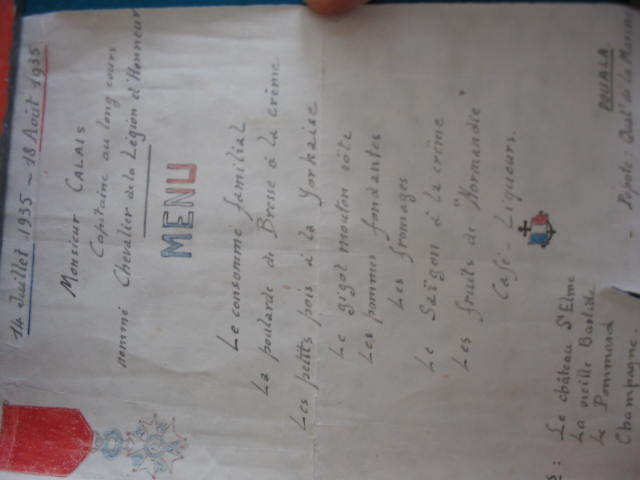 14 Juillet 1935 ~ 18 Août 1935
Monsieur CALAIS
Capitaine au long cours
nommé Chevalier de la Légion d'Honneur
MENU
Le consommé familial
La poularde de Bresse à la crème
Les petits pois à la Yorkaise
Le gigot mouton rôti
Les pommes fondantes
Les fromages
Le Saïgon à la crème
Les fruits de "Normandie"
Café - Liqueurs.
: Le château St Elme
La vieille Bastide
Le Pommard
Champagne
DOUALA